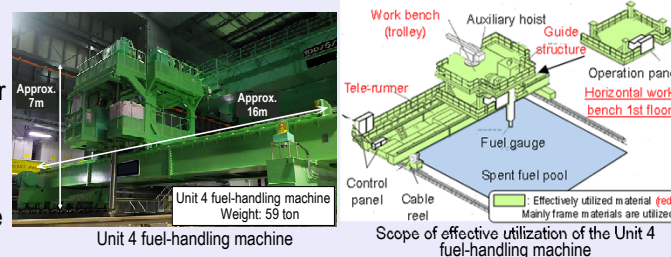 Approx.
7m
Approx.
16m
Unit 4 fuel-handling machine
Weight: 59 ton
Unit 4 fuel-handling machine
Work bench
(trolley)
Auxiliary hoist
Guide
structure
Operation pane
Horizontal work
bench 1st floor
Tele-runner
Fuel gauge
Spent fuel pool
Control
panel
Cable
reel
: Effectively utilized material (red
Mainly frame materials are utilized
Scope of effective utilization of the Unit 4
fuel-handling machine